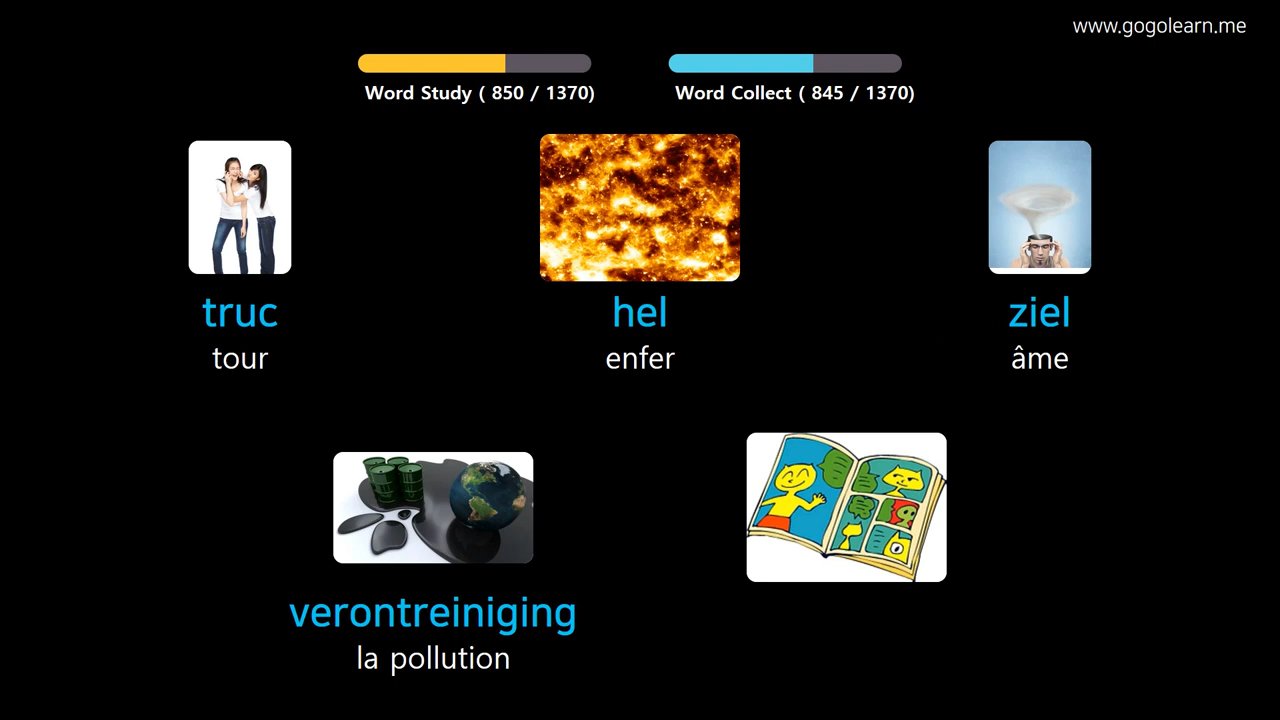 www.gogolearn.me
Word Study ( 850 / 1370)
Word Collect ( 845 / 1370)
truc
tour
hel
enfer
ziel
âme
verontreiniging
la pollution